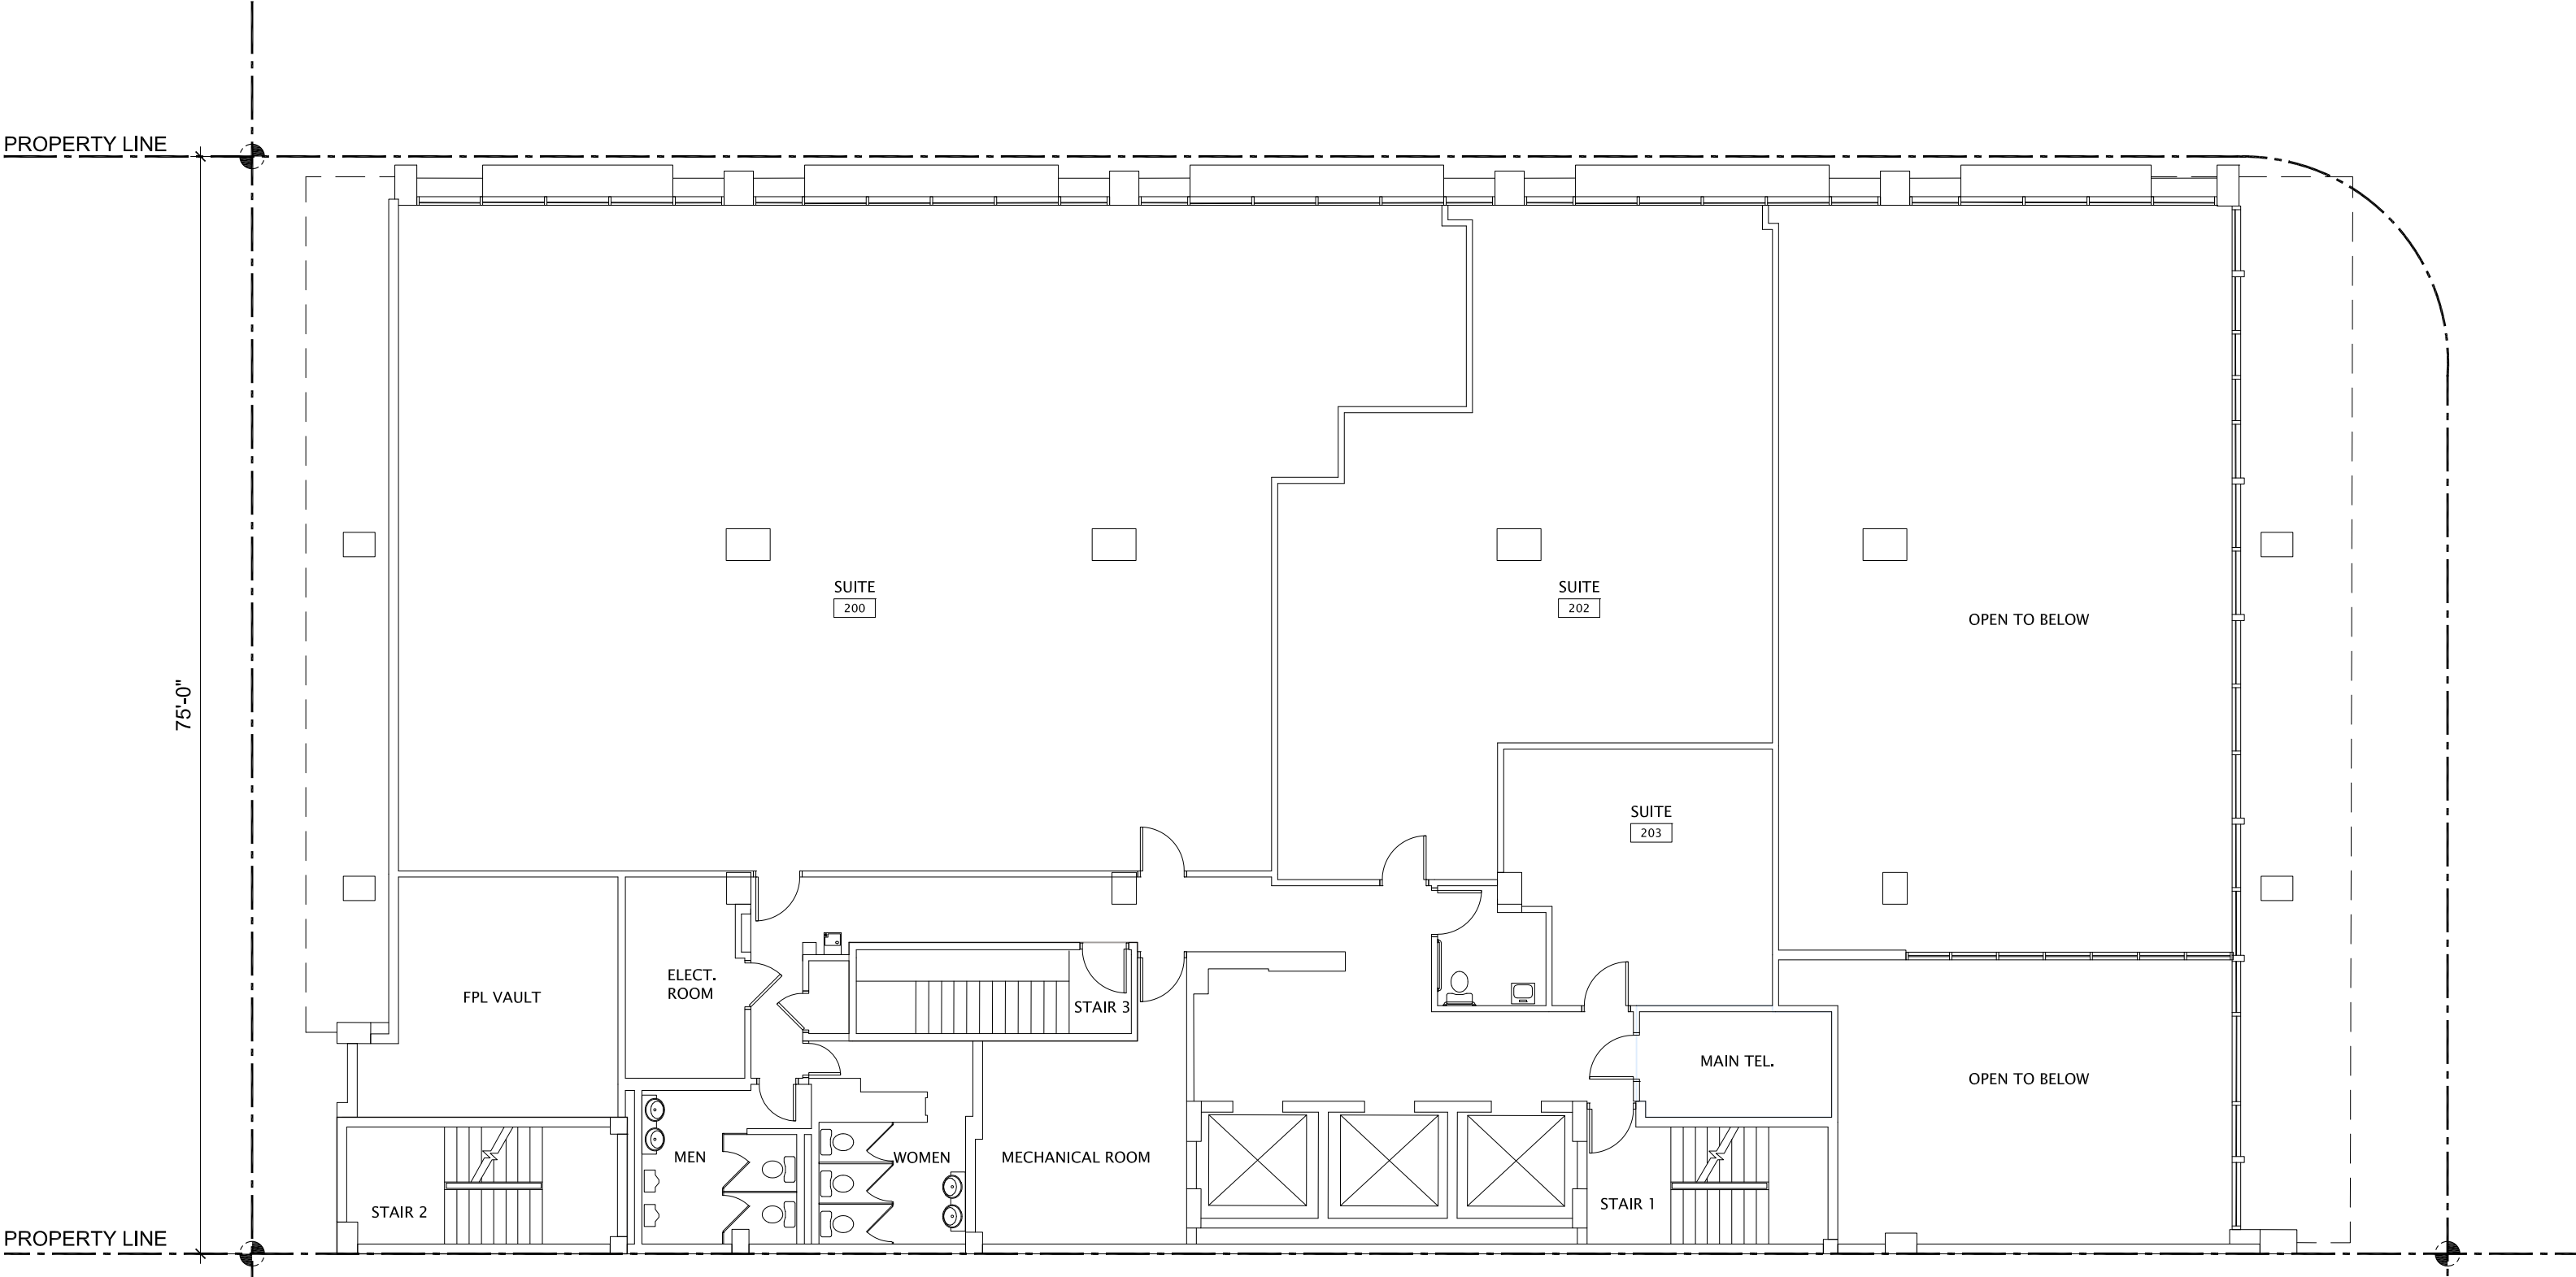 PROPERTY LINE
75'-0"
SUITE
200
SUITE
202
OPEN TO BELOW
SUITE
203
ELECT.
ROOM
FPL VAULT
STAIR 3
MAIN TEL.
OPEN TO BELOW
MEN
WOMEN
MECHANICAL ROOM
STAIR 2
STAIR 1
PROPERTY LINE